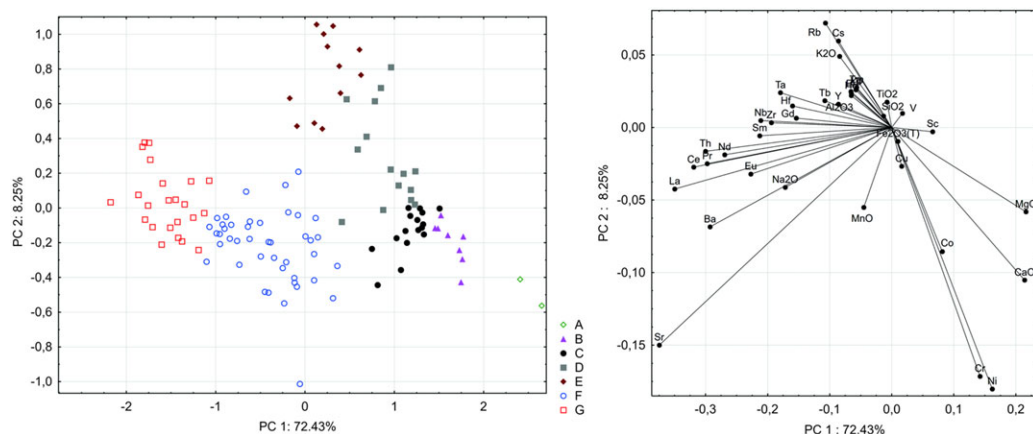 1,0
0,8
0,6
0,4
0,2
0,0
-0,2
-0,4
-0,6
-0,8
-1,0
PC 2: 8.25%
-2
-1
0
1
2
PC 1: 72.43%
A
B
C
D
E
F
G
0,05
0,00
-0,05
-0,10
-0,15
PC 2 : 8.25%
Rb
Cs
K2O
Ta
Tb
Y
Al2O3
TiO2
SiO2
V
Hf
Nb
Zr
Gd
Sc
Sm
Fe2O3(T)
Th
Nd
Ce
Pr
Eu
Cu
La
Na2O
Ba
MnO
MgO
Co
CaO
Sr
Cr
Ni
-0,3
-0,2
-0,1
0,0
0,1
0,2
PC 1 : 72.43%